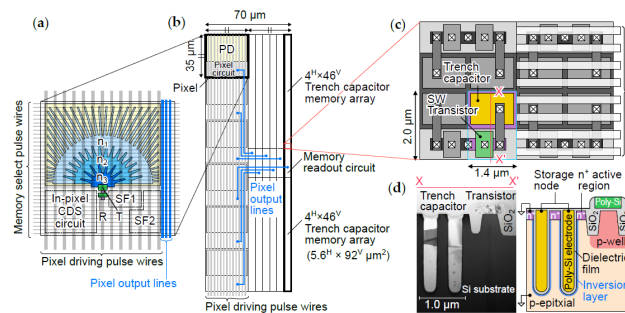 (a)
Memory select pulse wires
n1
n2
n3
In-pixel
CDS
circuit
R
T
SF1
SF2
Pixel driving pulse wires
Pixel output lines
(b)
70 μm
35 μm
PD
Pixel
circuit
Pixel
4ᴴ×46ⱽ
Trench capacitor
memory array
Memory
readout circuit
Pixel
output
lines
4ᴴ×46ⱽ
Trench capacitor
memory array
(5.6ᴴ × 92ⱽ μm²)
Pixel driving pulse wires
(c)
Trench
capacitor
SW
Transistor
X
X'
2.0 μm
1.4 μm
(d)
X
X'
Trench
capacitor
Transistor
SiO₂
Si substrate
1.0 μm
Storage
node
n⁺ active
region
n⁺
n⁺
n⁺
SiO₂
SiO₂
Poly-Si
p-well
Poly-Si electrode
Dielectric
film
Inversion
layer
p-epitxial